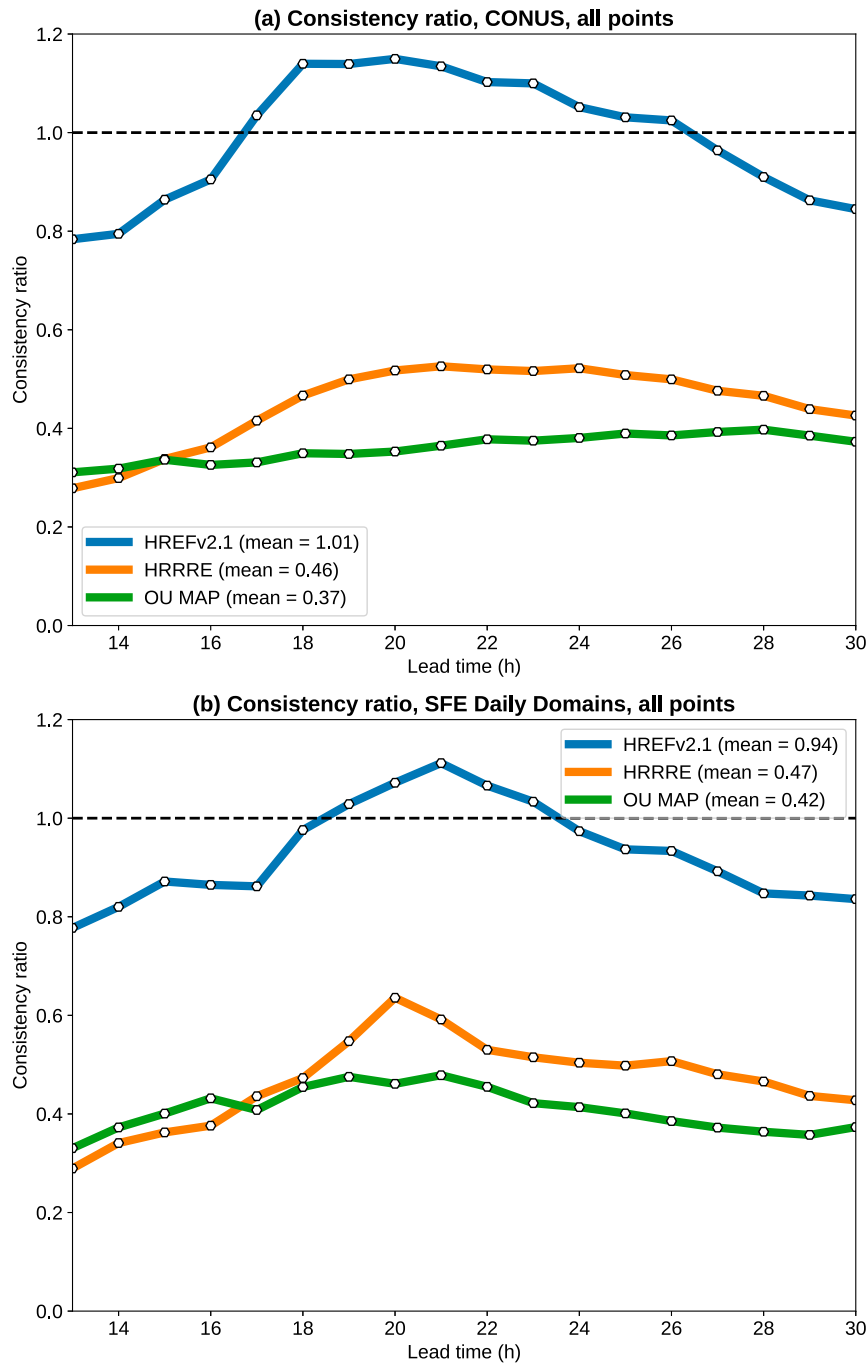 (a) Consistency ratio, CONUS, all points
1.2
1.0
0.8
0.6
0.4
0.2
0.0
Consistency ratio
HREFv2.1 (mean = 1.01)
HRRRE (mean = 0.46)
OU MAP (mean = 0.37)
14 16 18 20 22 24 26 28 30
Lead time (h)
(b) Consistency ratio, SFE Daily Domains, all points
1.2
1.0
0.8
0.6
0.4
0.2
0.0
Consistency ratio
HREFv2.1 (mean = 0.94)
HRRRE (mean = 0.47)
OU MAP (mean = 0.42)
14 16 18 20 22 24 26 28 30
Lead time (h)